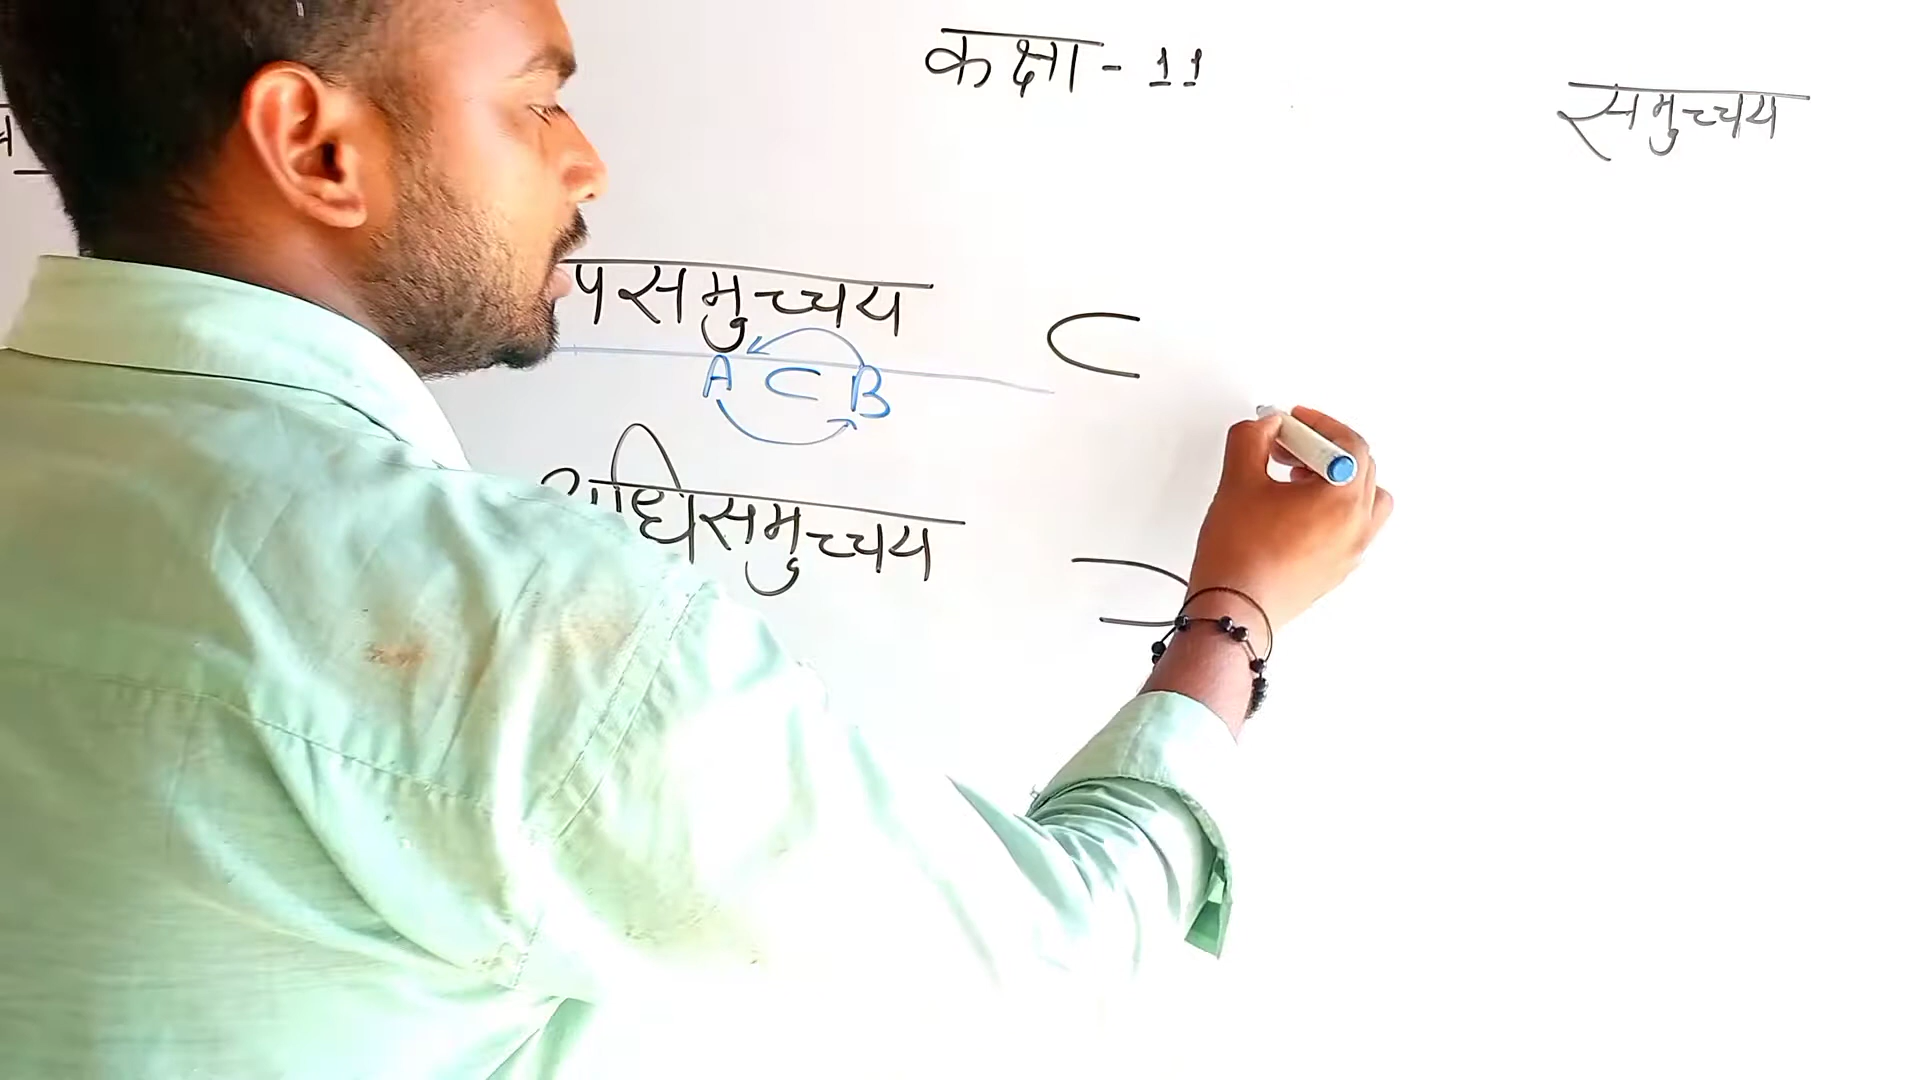 कक्षा - 11
समुच्चय
पसमुच्चय ⊂
A ⊂ B
धिसमुच्चय ⊃